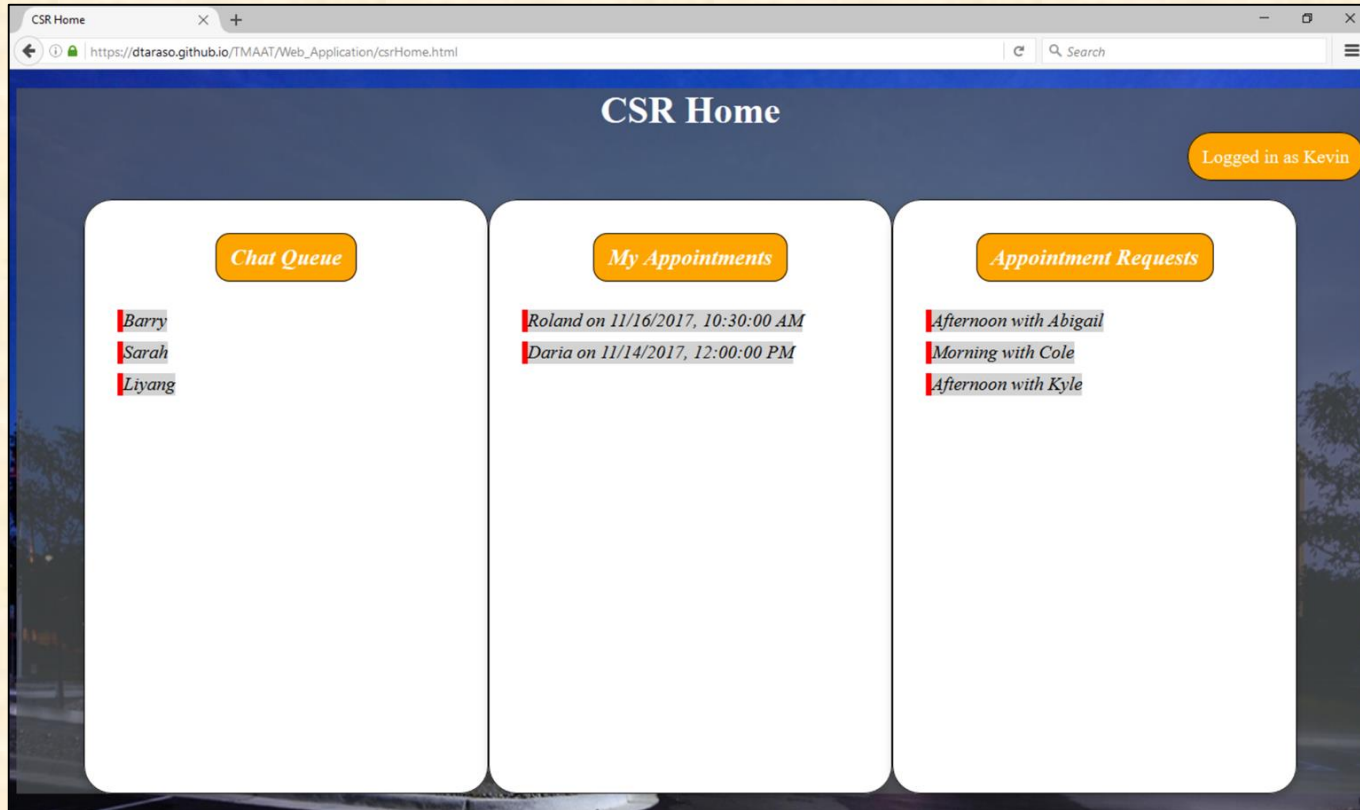 CSR Home
https://dtaraso.github.io/TMAAT/Web_Application/csrHome.html
Search
CSR Home
Logged in as Kevin
Chat Queue
Barry
Sarah
Liyang
My Appointments
Roland on 11/16/2017, 10:30:00 AM
Daria on 11/14/2017, 12:00:00 PM
Appointment Requests
Afternoon with Abigail
Morning with Cole
Afternoon with Kyle